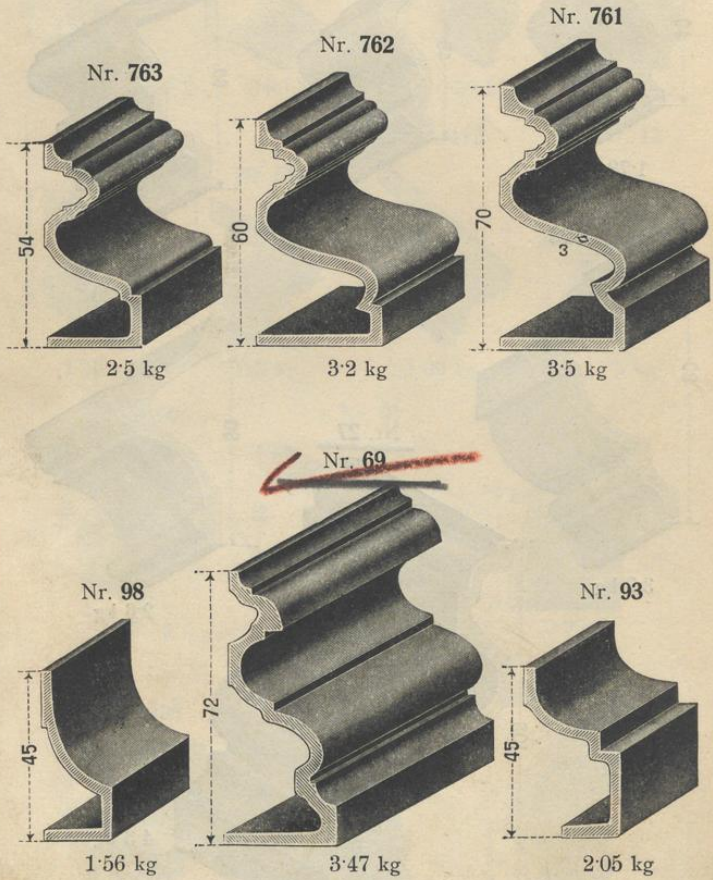 Nr. 763
Nr. 762
Nr. 761
54
60
70
3
2·5 kg
3·2 kg
3·5 kg
Nr. 69
Nr. 98
Nr. 93
45
72
45
1·56 kg
3·47 kg
2·05 kg